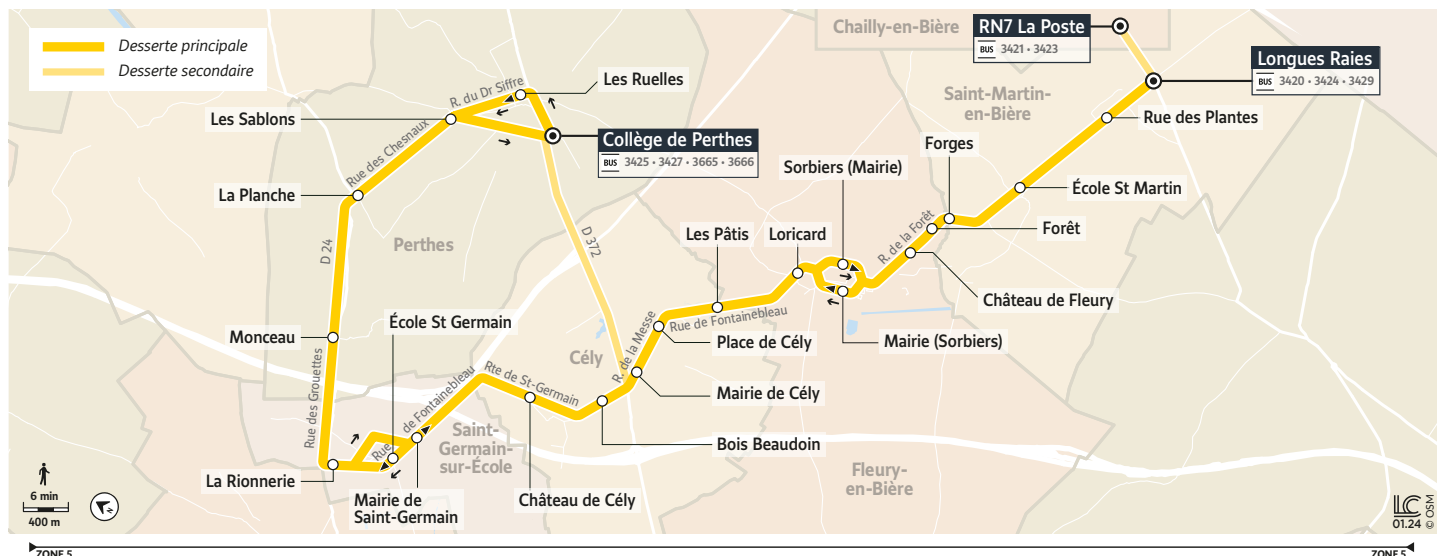 Desserte principale
Desserte secondaire
Chailly-en-Bière
RN7 La Poste
BUS 3421 • 3423
Longues Raies
BUS 3420 • 3424 • 3429
Les Ruelles
R. du Dr Siffre
Les Sablons
Collège de Perthes
BUS 3425 • 3427 • 3665 • 3666
Saint-Martin-
en-Bière
Rue des Plantes
Forges
Sorbiers (Mairie)
École St Martin
Rue des Chesnaux
La Planche
Forêt
R. de la Forêt
Les Pâtis
Loricard
D 24
Perthes
D 372
Château de Fleury
Rue de Fontainebleau
École St Germain
Monceau
Place de Cély
Mairie (Sorbiers)
R. de la Messe
Cély
Rte de St-Germain
Mairie de Cély
Rue des Grouettes
Rue de Fontainebleau
Saint-
Germain-
sur-École
Bois Beaudoin
Fleury-
en-Bière
La Rionnerie
Mairie de
Saint-Germain
Château de Cély
6 min
400 m
N
LC
01.24
© OSM
ZONE 5
ZONE 5